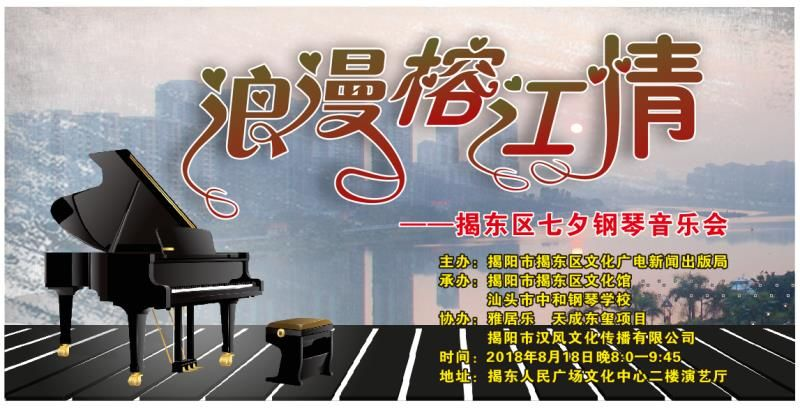 浪漫榕江情
——揭东区七夕钢琴音乐会
主办：揭阳市揭东区文化广电新闻出版局
承办：揭阳市揭东区文化馆
汕头市中和钢琴学校
协办：雅居乐 天成东玺项目
揭阳市汉风文化传播有限公司
时间：2018年8月18日晚8:0—9:45
地址：揭东人民广场文化中心二楼演艺厅